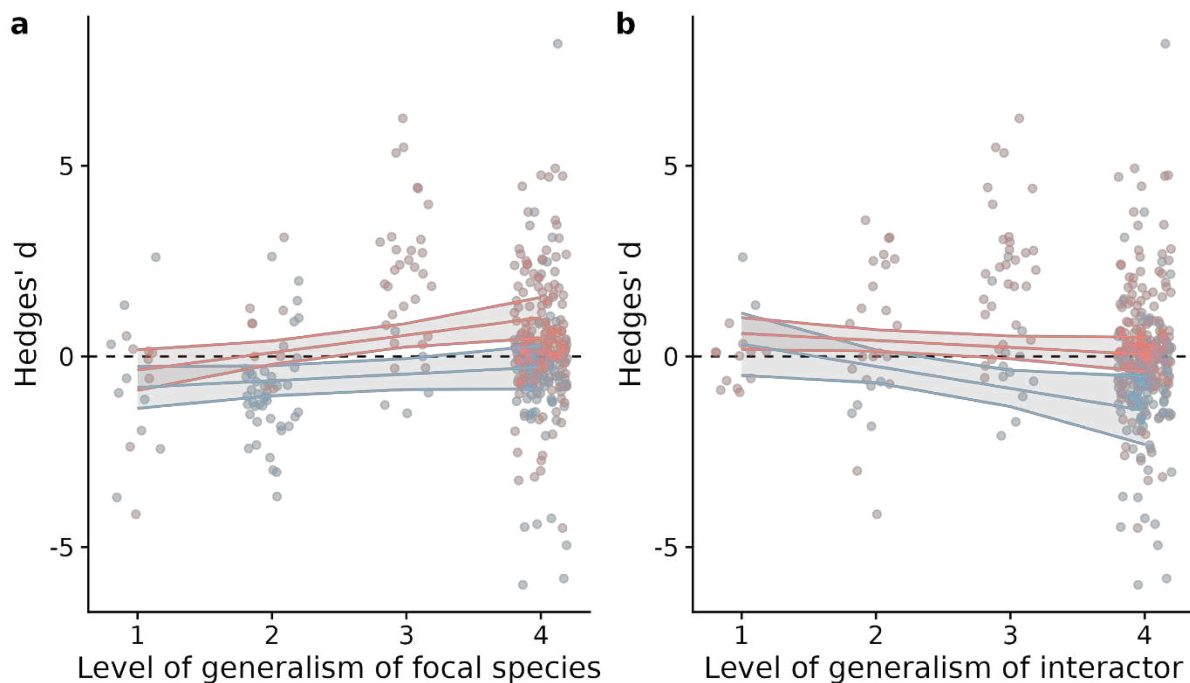 a
Hedges' d
5
0
-5
1 2 3 4
Level of generalism of focal species
b
Hedges' d
5
0
-5
1 2 3 4
Level of generalism of interactor